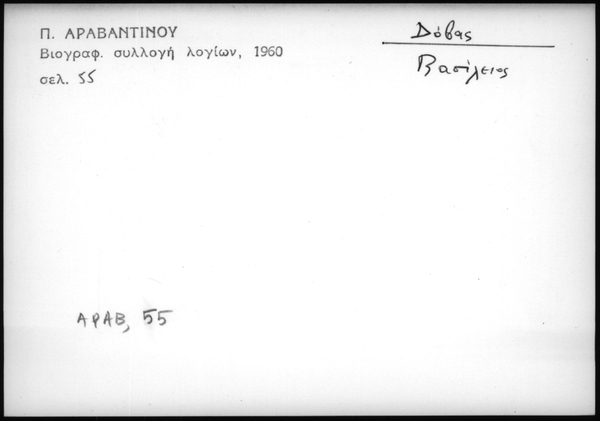 Π. ΑΡΑΒΑΝΤΙΝΟΥ
Βιογραφ. συλλογή λογίων, 1960
σελ. 55
Δόβας
Βασίλειος
ΑΡΑΒ, 55